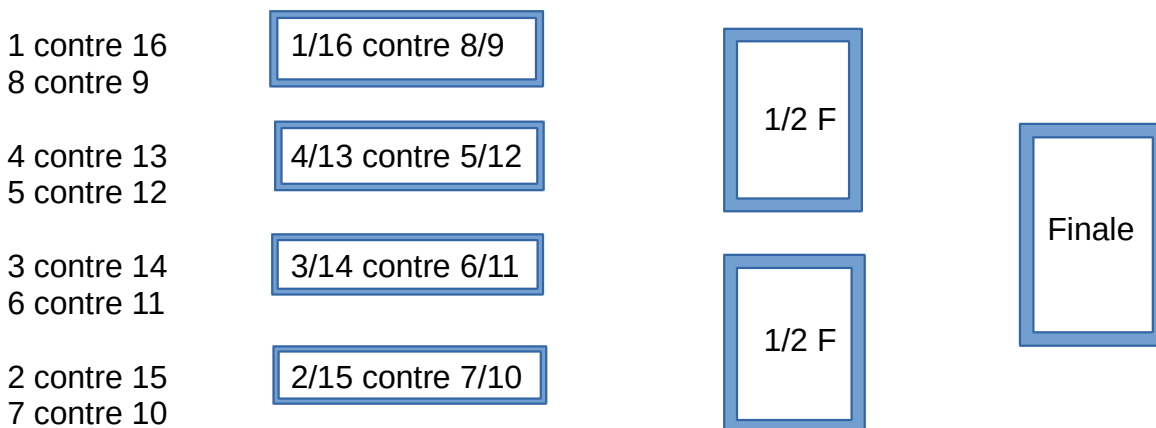 1 contre 16
8 contre 9
1/16 contre 8/9
4 contre 13
5 contre 12
4/13 contre 5/12
3 contre 14
6 contre 11
3/14 contre 6/11
2 contre 15
7 contre 10
2/15 contre 7/10
1/2 F
1/2 F
Finale